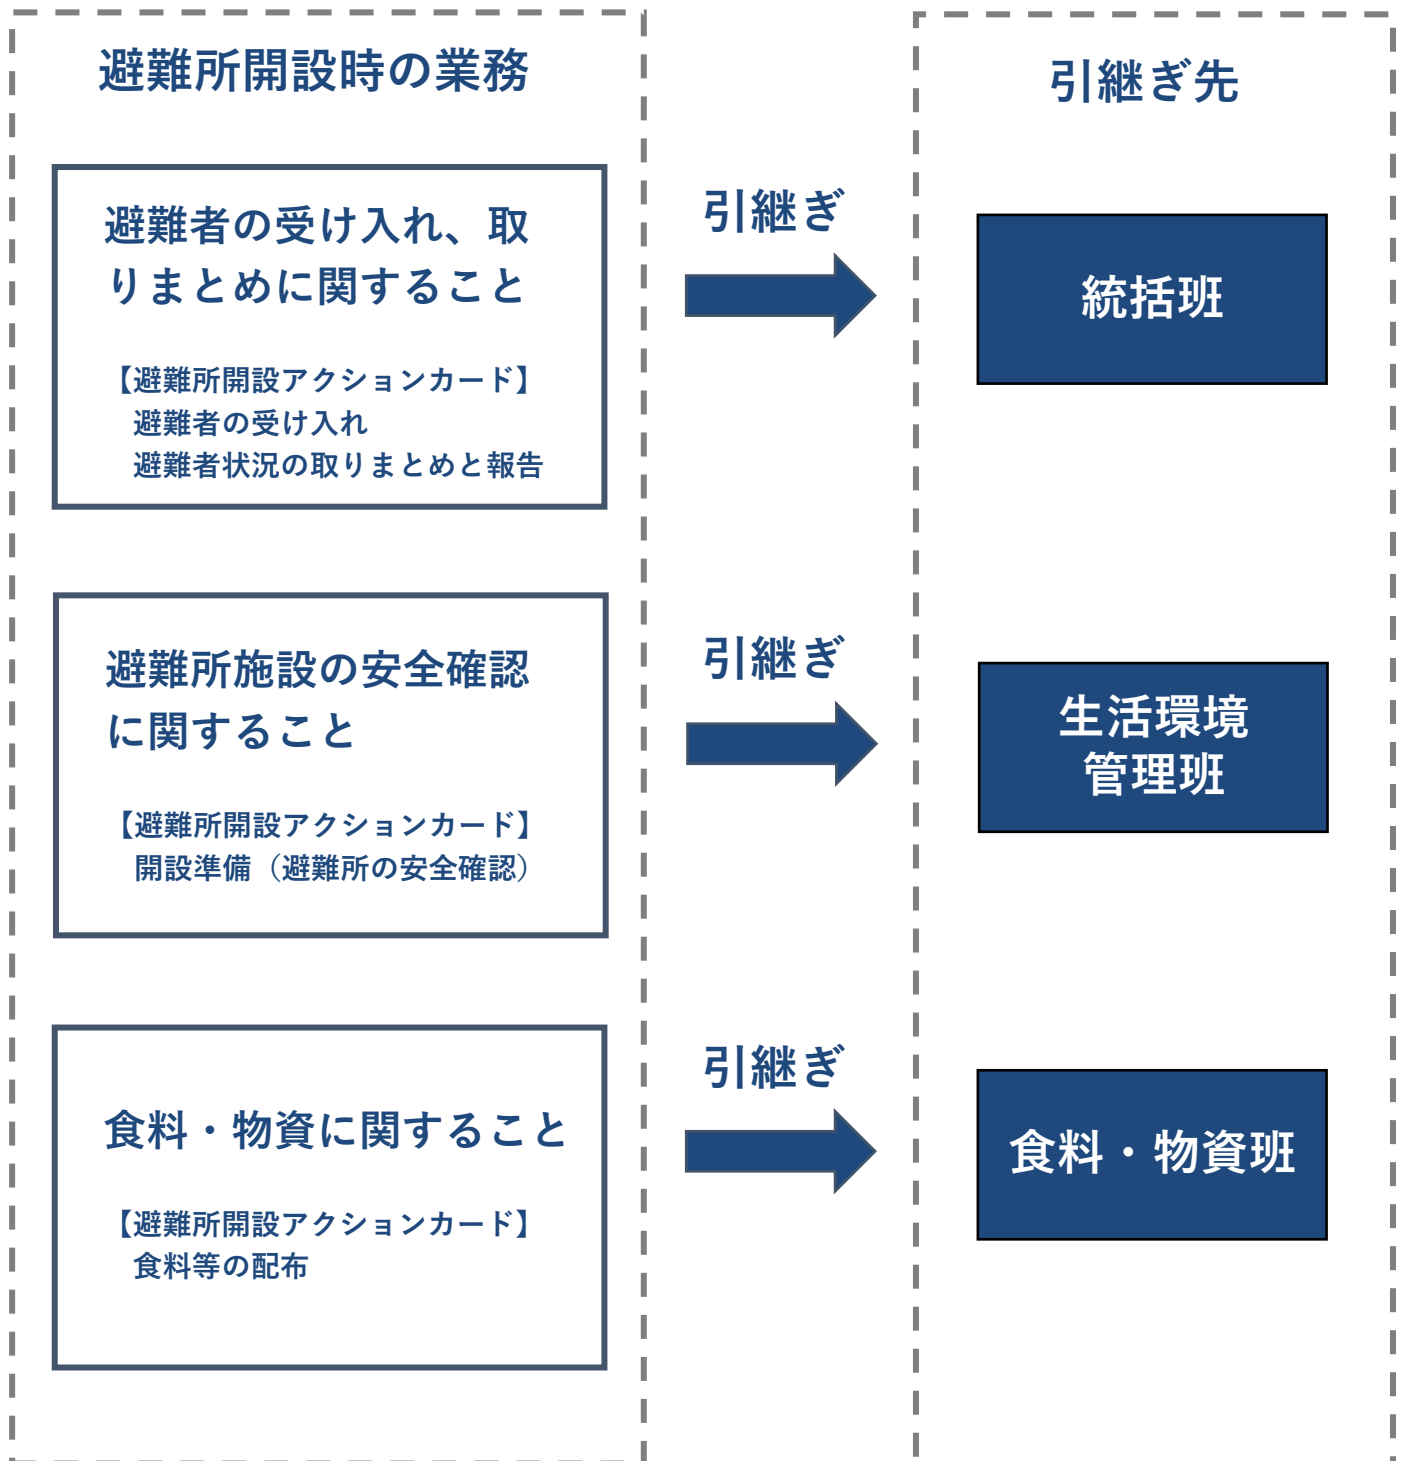 避難所開設時の業務
引継ぎ先
避難者の受け入れ、取
りまとめに関すること
【避難所開設アクションカード】
避難者の受け入れ
避難者状況の取りまとめと報告
引継ぎ
統括班
避難所施設の安全確認
に関すること
【避難所開設アクションカード】
開設準備（避難所の安全確認）
引継ぎ
生活環境
管理班
食料・物資に関すること
【避難所開設アクションカード】
食料等の配布
引継ぎ
食料・物資班